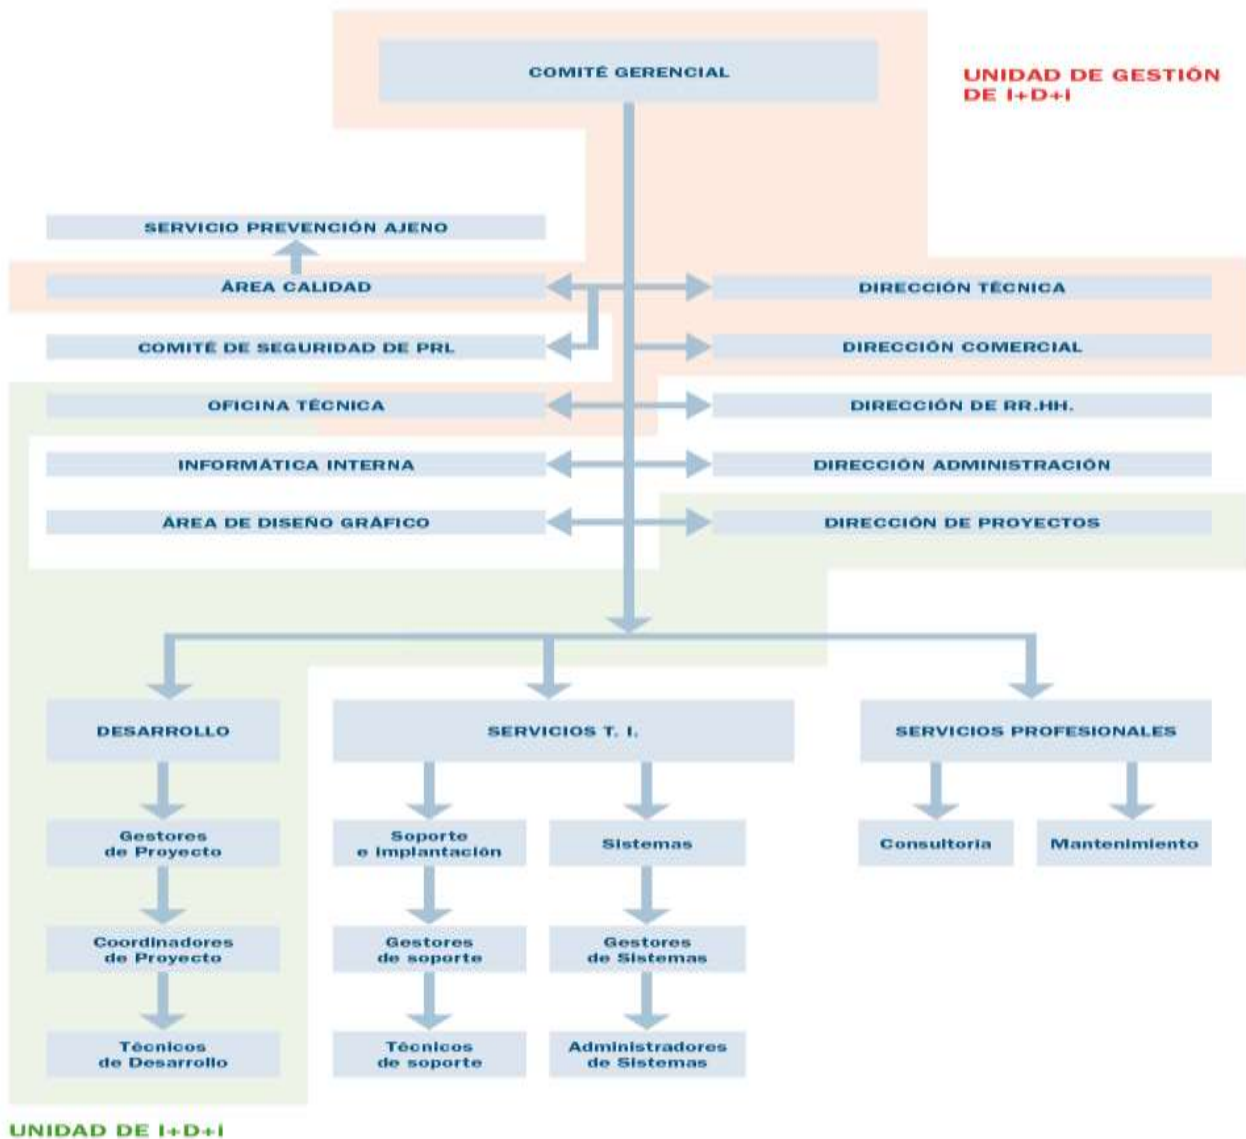 COMITÉ GERENCIAL
UNIDAD DE GESTIÓN
DE I+D+i
SERVICIO PREVENCIÓN AJENO
ÁREA CALIDAD
DIRECCIÓN TÉCNICA
COMITÉ DE SEGURIDAD DE PRL
DIRECCIÓN COMERCIAL
OFICINA TÉCNICA
DIRECCIÓN DE RR.HH.
INFORMÁTICA INTERNA
DIRECCIÓN ADMINISTRACIÓN
ÁREA DE DISEÑO GRÁFICO
DIRECCIÓN DE PROYECTOS
DESARROLLO
SERVICIOS T. I.
SERVICIOS PROFESIONALES
Gestores
de Proyecto
Soporte
e implantación
Sistemas
Consultoría
Mantenimiento
Coordinadores
de Proyecto
Gestores
de soporte
Gestores
de Sistemas
Técnicos
de Desarrollo
Técnicos
de soporte
Administradores
de Sistemas
UNIDAD DE I+D+i